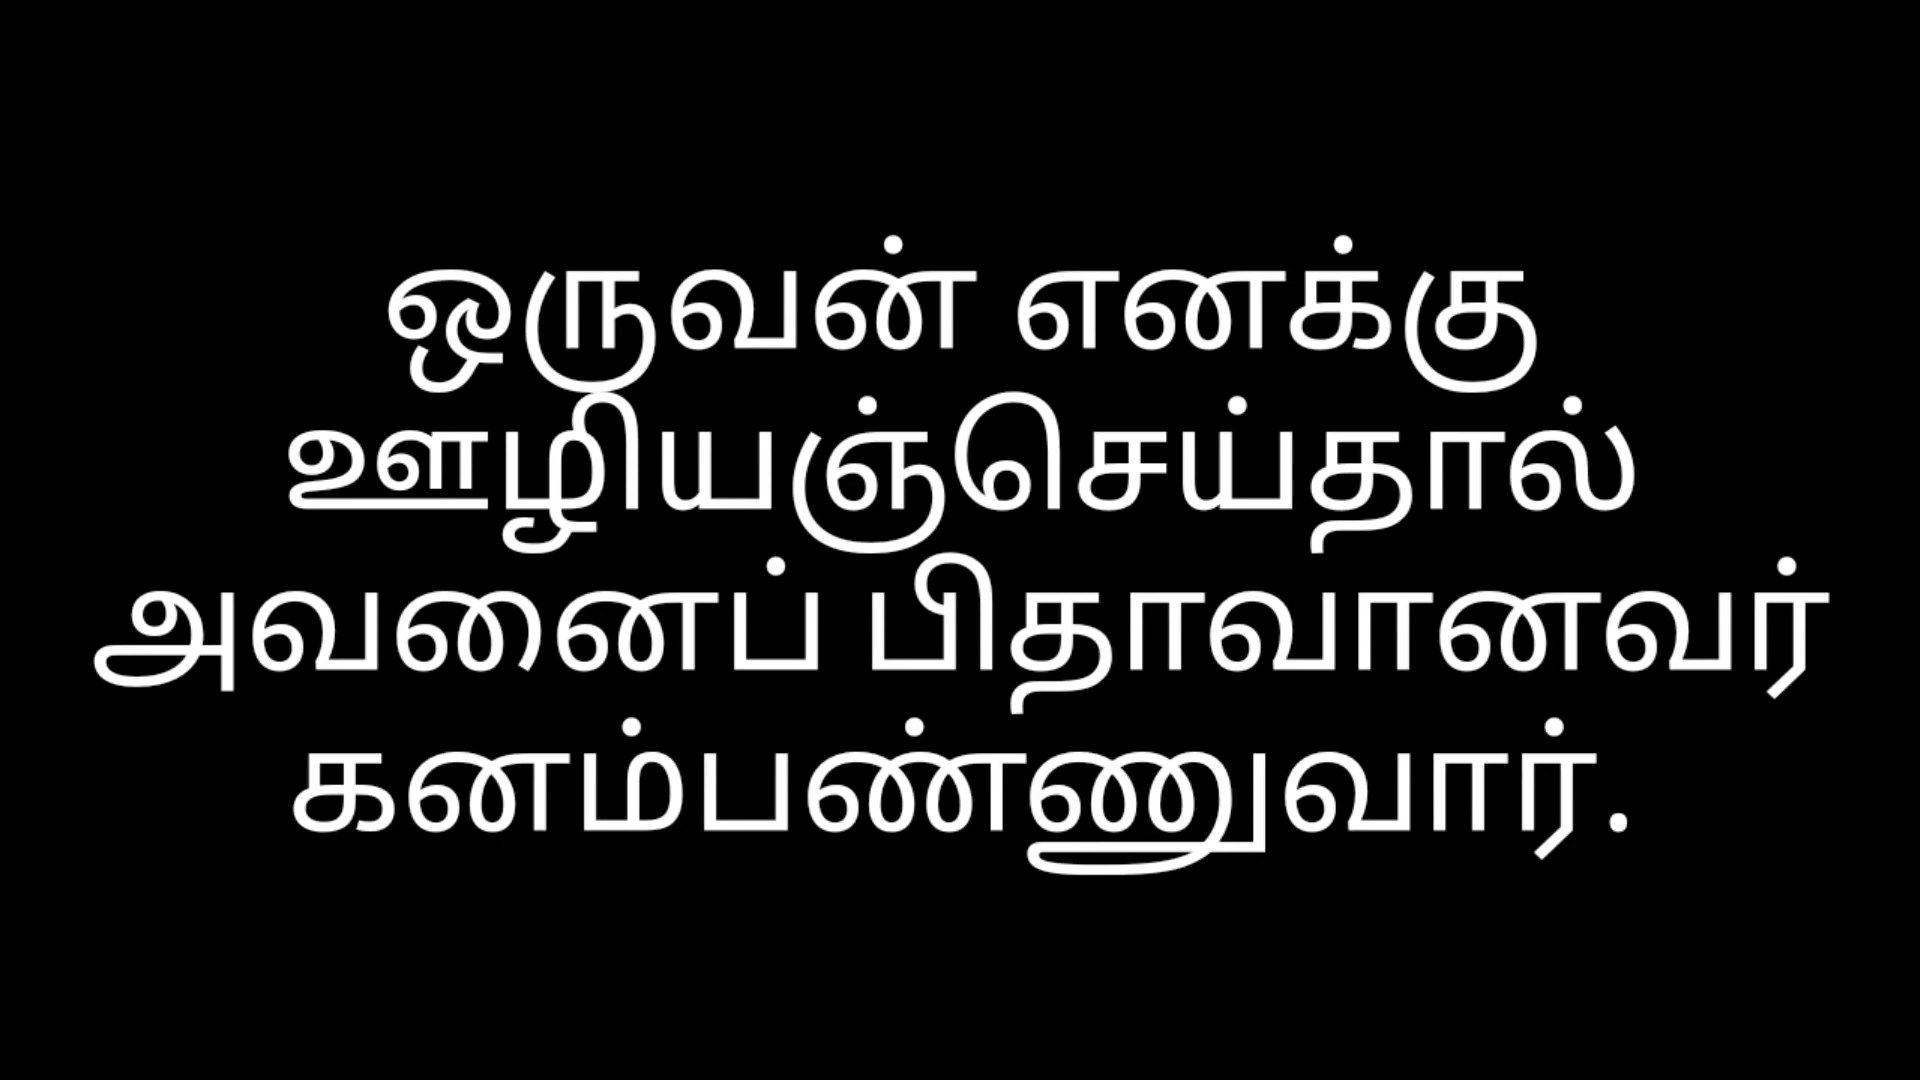 ஒருவன் எனக்கு
ஊழியஞ்செய்தால்
அவனைப் பிதாவானவர்
கனம்பண்ணுவார்.